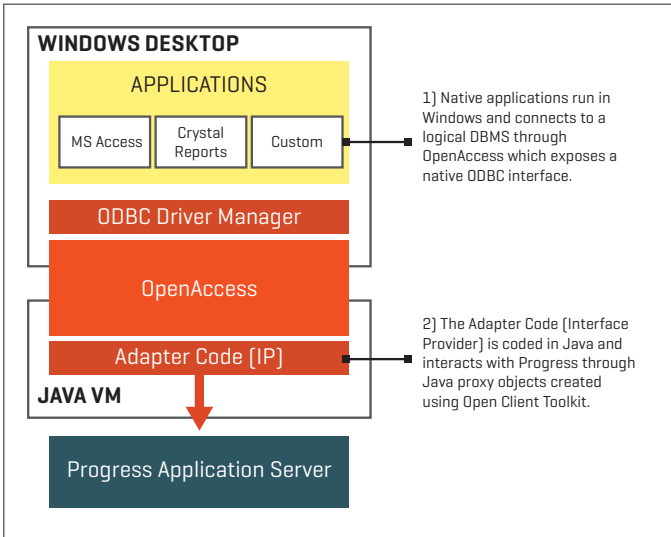 WINDOWS DESKTOP
APPLICATIONS
MS Access
Crystal
Reports
Custom
ODBC Driver Manager
OpenAccess
Adapter Code (IP)
JAVA VM
Progress Application Server
1) Native applications run in
Windows and connects to a
logical DBMS through
OpenAccess which exposes a
native ODBC interface.
2) The Adapter Code (Interface
Provider) is coded in Java and
interacts with Progress through
Java proxy objects created
using Open Client Toolkit.